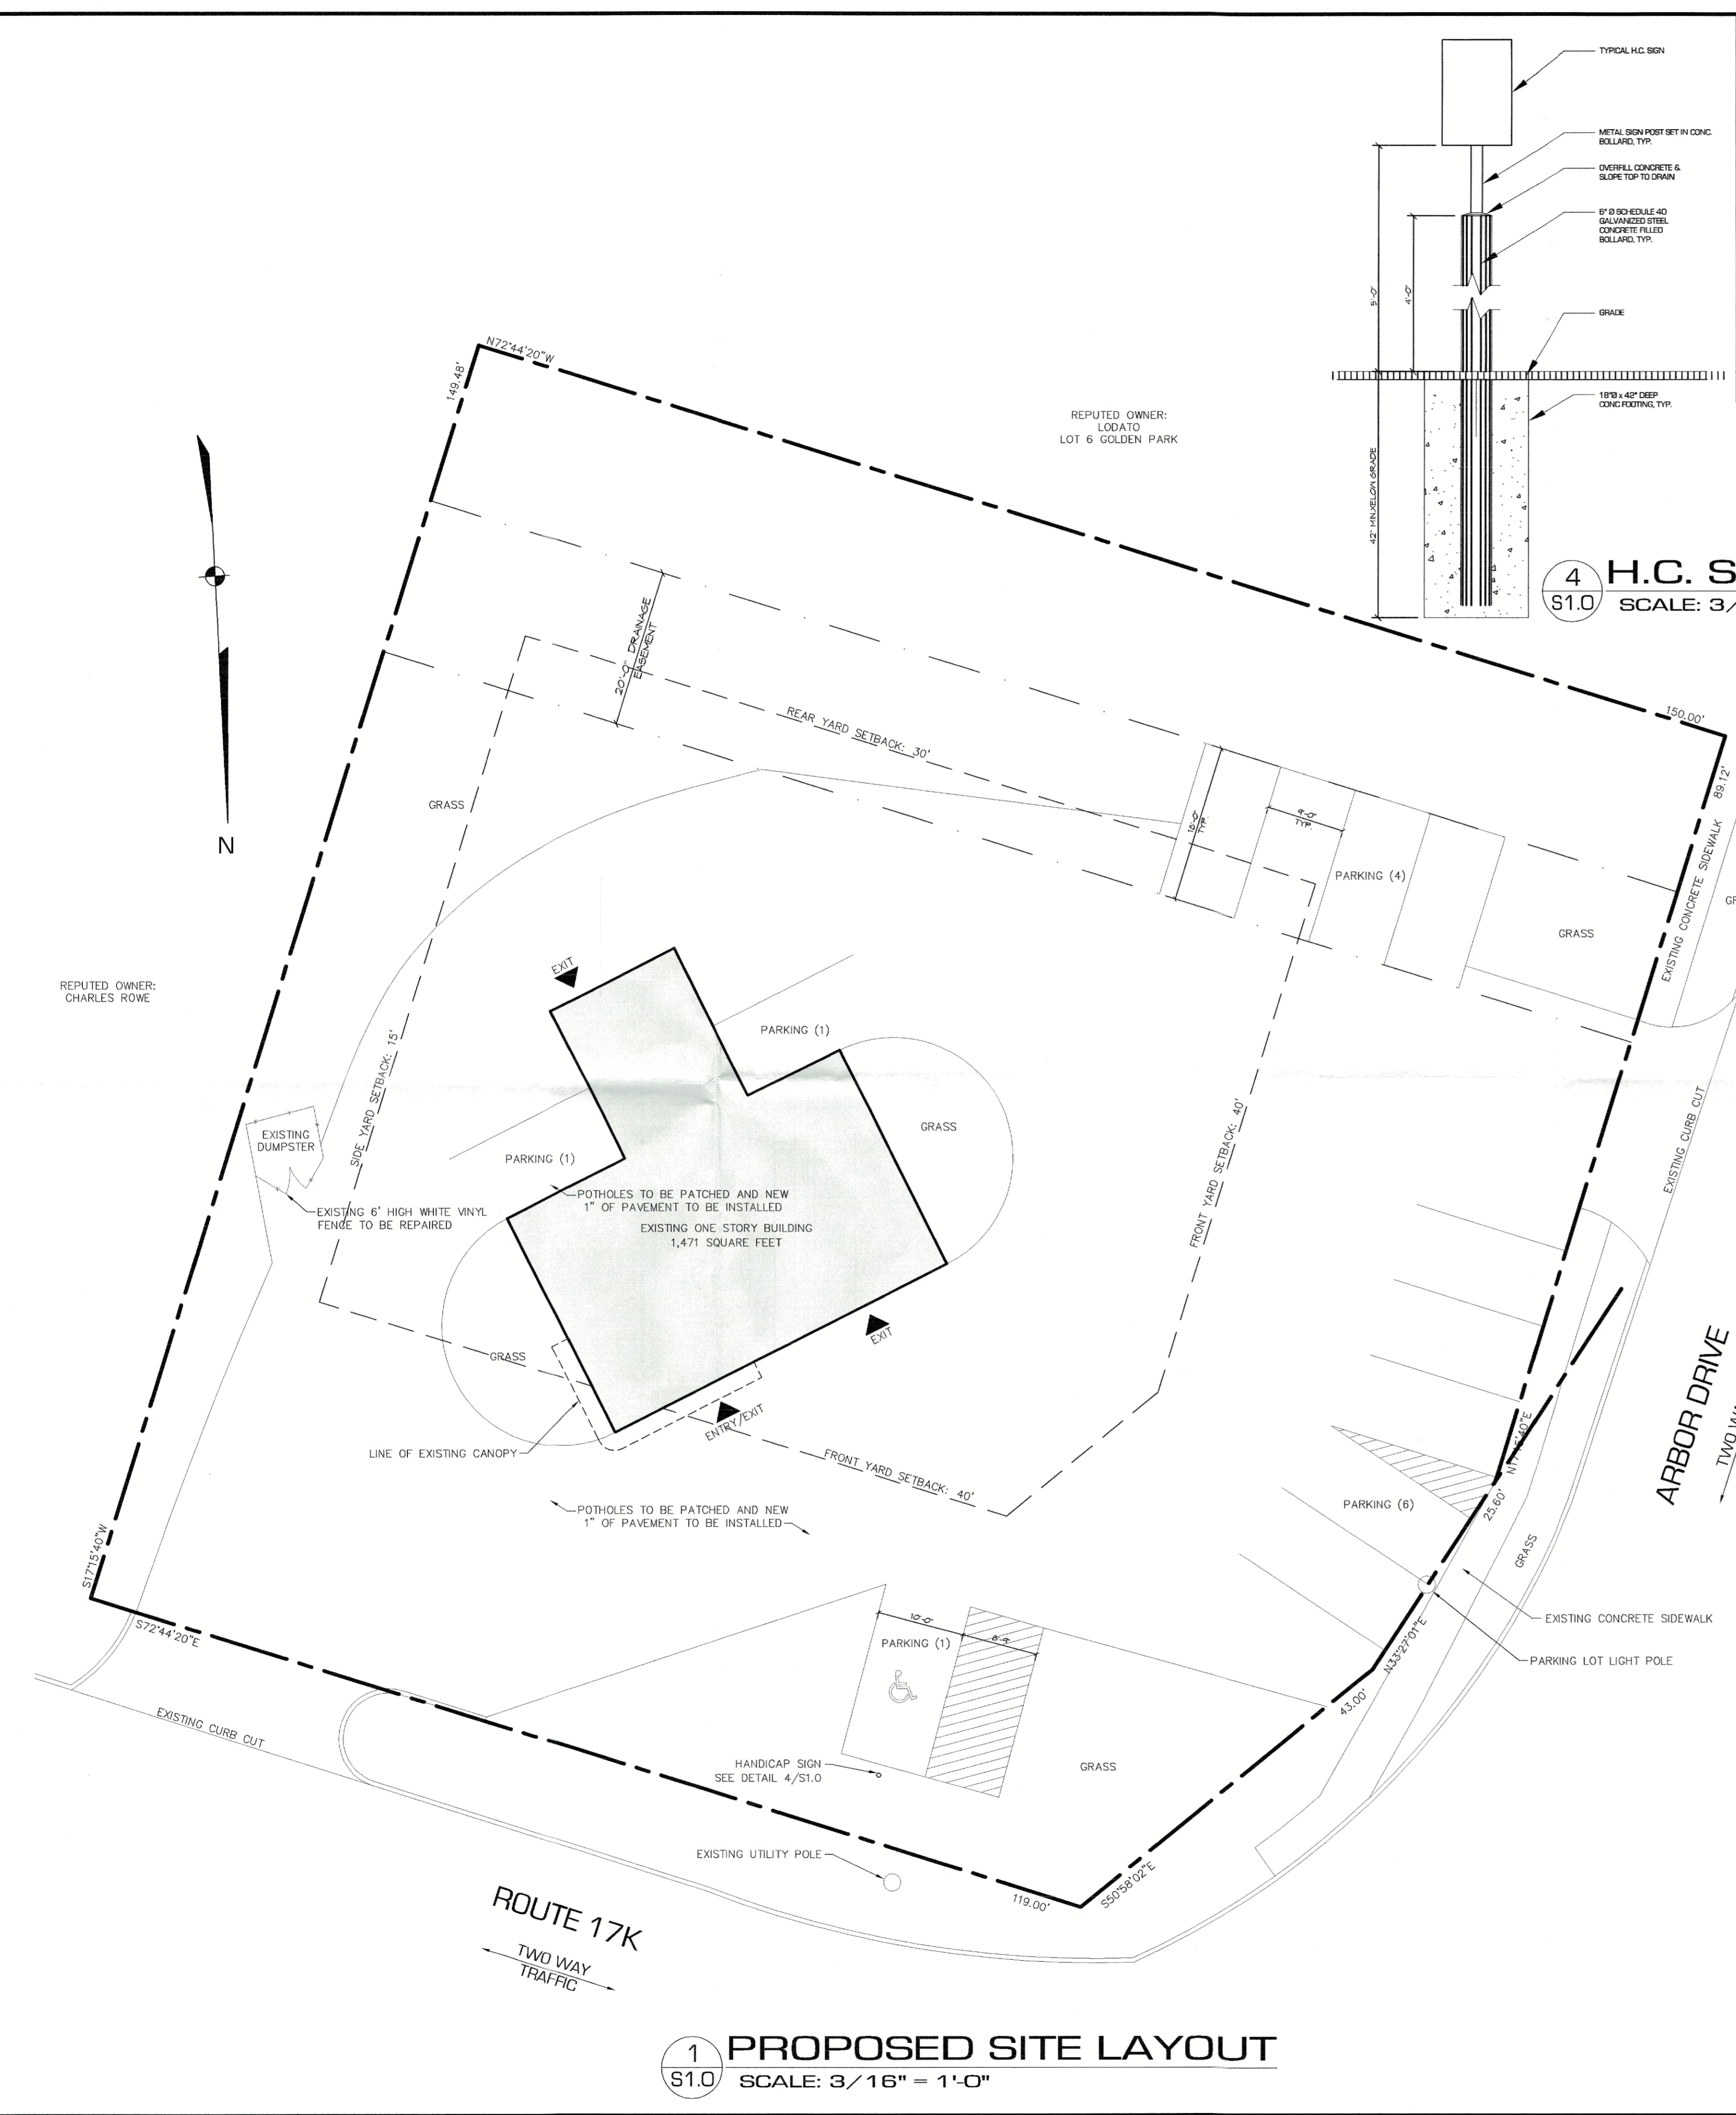 TYPICAL H.C. SIGN
METAL SIGN POST SET IN CONC.
BOLLARD, TYP.
OVERFILL CONCRETE &
SLOPE TOP TO DRAIN
6" Ø SCHEDULE 40
GALVANIZED STEEL
CONCRETE FILLED
BOLLARD, TYP.
5'-0"
4'-0"
GRADE
18"Ø x 42" DEEP
CONC FOOTING, TYP.
4
S1.0
H.C. S
SCALE: 3/
N72°44'20"W
149.48'
REPUTED OWNER:
LODATO
LOT 6 GOLDEN PARK
20'-0" DRAINAGE
EASEMENT
REAR YARD SETBACK: 30'
150.00'
89.12'
N
GRASS
18'-0"
TYP.
9'-0"
TYP.
PARKING (4)
GRASS
EXISTING CONCRETE SIDEWALK
REPUTED OWNER:
CHARLES ROWE
EXIT
PARKING (1)
SIDE YARD SETBACK: 15'
EXISTING
DUMPSTER
PARKING (1)
GRASS
FRONT YARD SETBACK: 40'
EXISTING CURB CUT
POTHOLES TO BE PATCHED AND NEW
1" OF PAVEMENT TO BE INSTALLED
EXISTING 6' HIGH WHITE VINYL
FENCE TO BE REPAIRED
EXISTING ONE STORY BUILDING
1,471 SQUARE FEET
EXIT
GRASS
ENTRY/EXIT
LINE OF EXISTING CANOPY
FRONT YARD SETBACK: 40'
ARBOR DRIVE
N17°15'40"E
PARKING (6)
25.60'
POTHOLES TO BE PATCHED AND NEW
1" OF PAVEMENT TO BE INSTALLED
GRASS
S17°15'40"W
S72°44'20"E
10'-0"
PARKING (1)
EXISTING CONCRETE SIDEWALK
N33°27'01"E
PARKING LOT LIGHT POLE
43.00'
EXISTING CURB CUT
HANDICAP SIGN
SEE DETAIL 4/S1.0
GRASS
EXISTING UTILITY POLE
119.00'
S50°58'02"E
ROUTE 17K
TWO WAY
TRAFFIC
1
S1.0
PROPOSED SITE LAYOUT
SCALE: 3/16" = 1'-0"